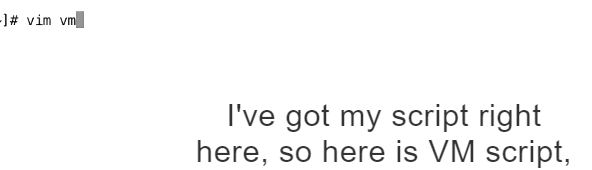 ~]# vim vm
I've got my script right
here, so here is VM script,